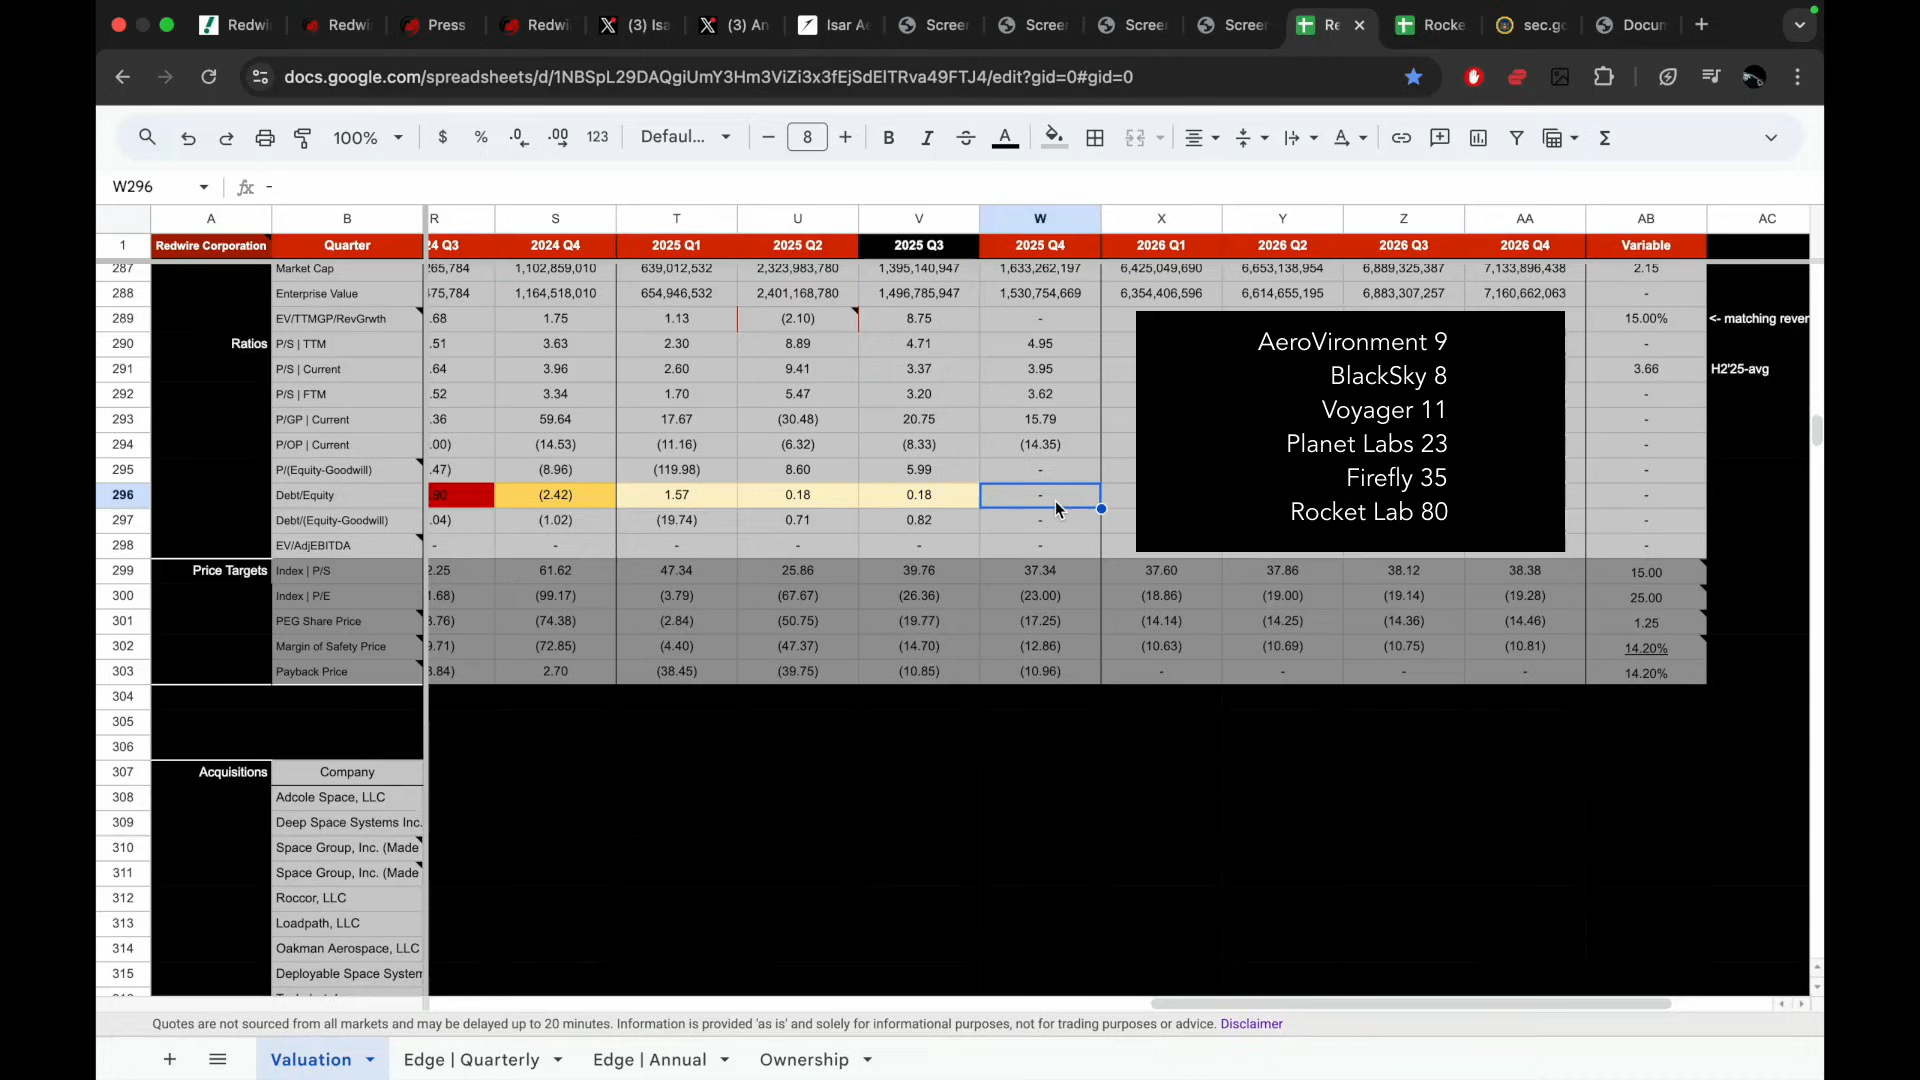 Redwire
Redwire
Press
Redwi
(3) Isa
(3) An
Isar Ae
Screer
Screer
Screer
Screer
Re
Rocke
sec.go
Docum
docs.google.com/spreadsheets/d/1NBSpL29DAQgiUmY3Hm3ViZi3x3fEjSdEITRva49FTJ4/edit?gid=0#gid=0
100% $ % .0 .00 123 Defaul... 8 B I A
W296 fx -
A B R S T U V W X Y Z AA AB AC
1 Redwire Corporation Quarter 24 Q3 2024 Q4 2025 Q1 2025 Q2 2025 Q3 2025 Q4 2026 Q1 2026 Q2 2026 Q3 2026 Q4 Variable
287 Market Cap 265,784 1,102,859,010 639,012,532 2,323,983,780 1,395,140,947 1,633,262,197 6,425,049,690 6,653,138,954 6,889,325,387 7,133,896,438 2.15
288 Enterprise Value 475,784 1,164,518,010 654,946,532 2,401,168,780 1,496,785,947 1,530,754,669 6,354,406,596 6,614,655,195 6,883,307,257 7,160,662,063 -
289 EV/TTMGP/RevGrwth .68 1.75 1.13 (2.10) 8.75 - 15.00% <- matching rever
290 Ratios P/S | TTM .51 3.63 2.30 8.89 4.71 4.95 -
291 P/S | Current .64 3.96 2.60 9.41 3.37 3.95 3.66 H2'25-avg
292 P/S | FTM .52 3.34 1.70 5.47 3.20 3.62 -
293 P/GP | Current .36 59.64 17.67 (30.48) 20.75 15.79 -
294 P/OP | Current .00) (14.53) (11.16) (6.32) (8.33) (14.35) -
295 P/(Equity-Goodwill) .47) (8.96) (119.98) 8.60 5.99 - -
296 Debt/Equity .90 (2.42) 1.57 0.18 0.18 - -
297 Debt/(Equity-Goodwill) .04) (1.02) (19.74) 0.71 0.82 - -
298 EV/AdjEBITDA - - - - - - -
AeroVironment 9
BlackSky 8
Voyager 11
Planet Labs 23
Firefly 35
Rocket Lab 80
299 Price Targets Index | P/S 2.25 61.62 47.34 25.86 39.76 37.34 37.60 37.86 38.12 38.38 15.00
300 Index | P/E 1.68) (99.17) (3.79) (67.67) (26.36) (23.00) (18.86) (19.00) (19.14) (19.28) 25.00
301 PEG Share Price 3.76) (74.38) (2.84) (50.75) (19.77) (17.25) (14.14) (14.25) (14.36) (14.46) 1.25
302 Margin of Safety Price 9.71) (72.85) (4.40) (47.37) (14.70) (12.86) (10.63) (10.69) (10.75) (10.81) 14.20%
303 Payback Price 3.84) 2.70 (38.45) (39.75) (10.85) (10.96) - - - - 14.20%
304
305
306
307 Acquisitions Company
308 Adcole Space, LLC
309 Deep Space Systems Inc.
310 Space Group, Inc. (Made
311 Space Group, Inc. (Made
312 Roccor, LLC
313 Loadpath, LLC
314 Oakman Aerospace, LLC
315 Deployable Space System
Quotes are not sourced from all markets and may be delayed up to 20 minutes. Information is provided 'as is' and solely for informational purposes, not for trading purposes or advice. Disclaimer
Valuation Edge | Quarterly Edge | Annual Ownership